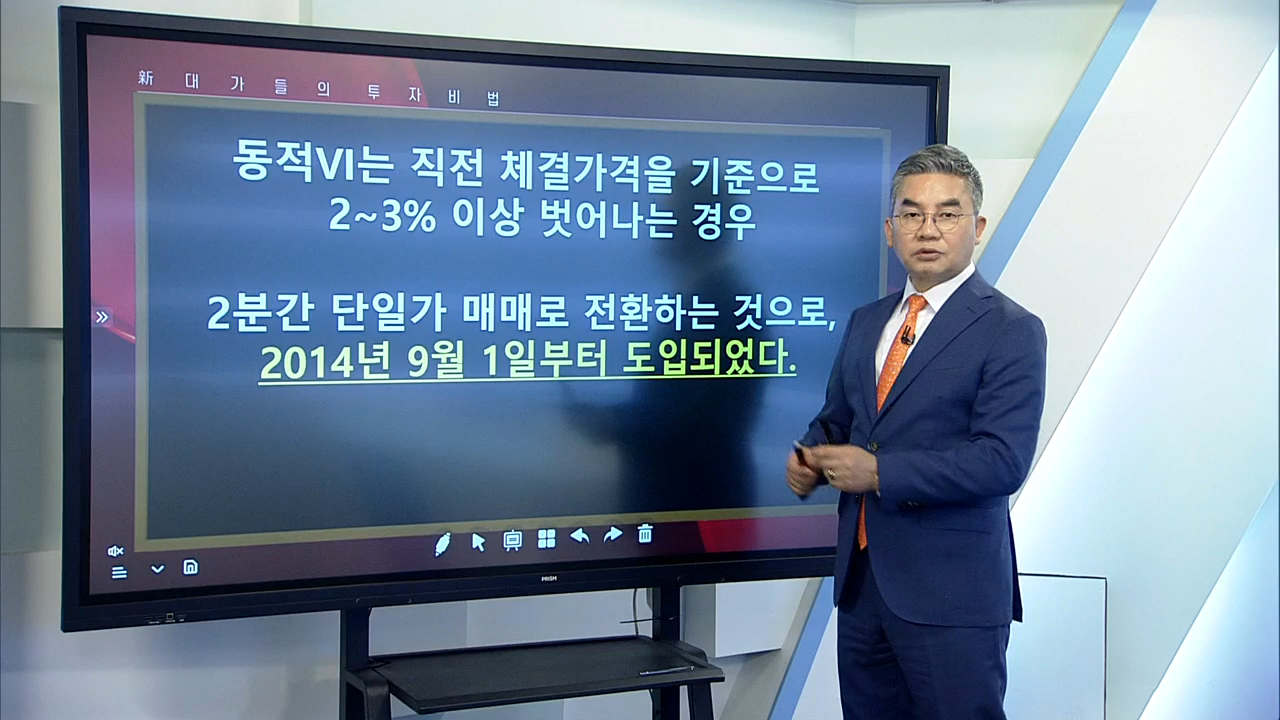 新 대가들의 투자비법
동적VI는 직전 체결가격을 기준으로
2~3% 이상 벗어나는 경우
2분간 단일가 매매로 전환하는 것으로,
2014년 9월 1일부터 도입되었다.
PRISM